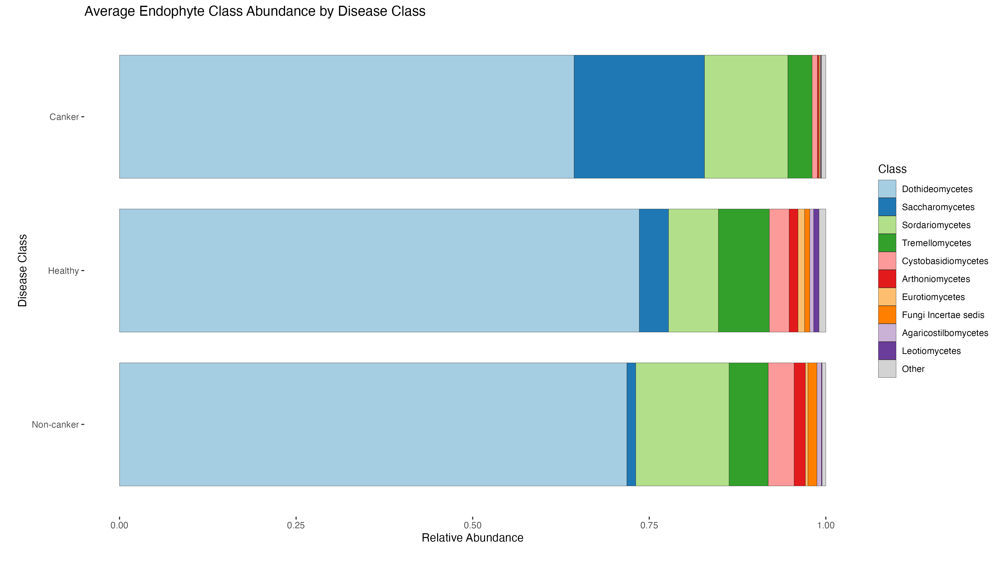 Average Endophyte Class Abundance by Disease Class
Canker
Healthy
Non-canker
Disease Class
0.00
0.25
0.50
0.75
1.00
Relative Abundance
Class
Dothideomycetes
Saccharomycetes
Sordariomycetes
Tremellomycetes
Cystobasidiomycetes
Arthoniomycetes
Eurotiomycetes
Fungi Incertae sedis
Agaricostilbomycetes
Leotiomycetes
Other